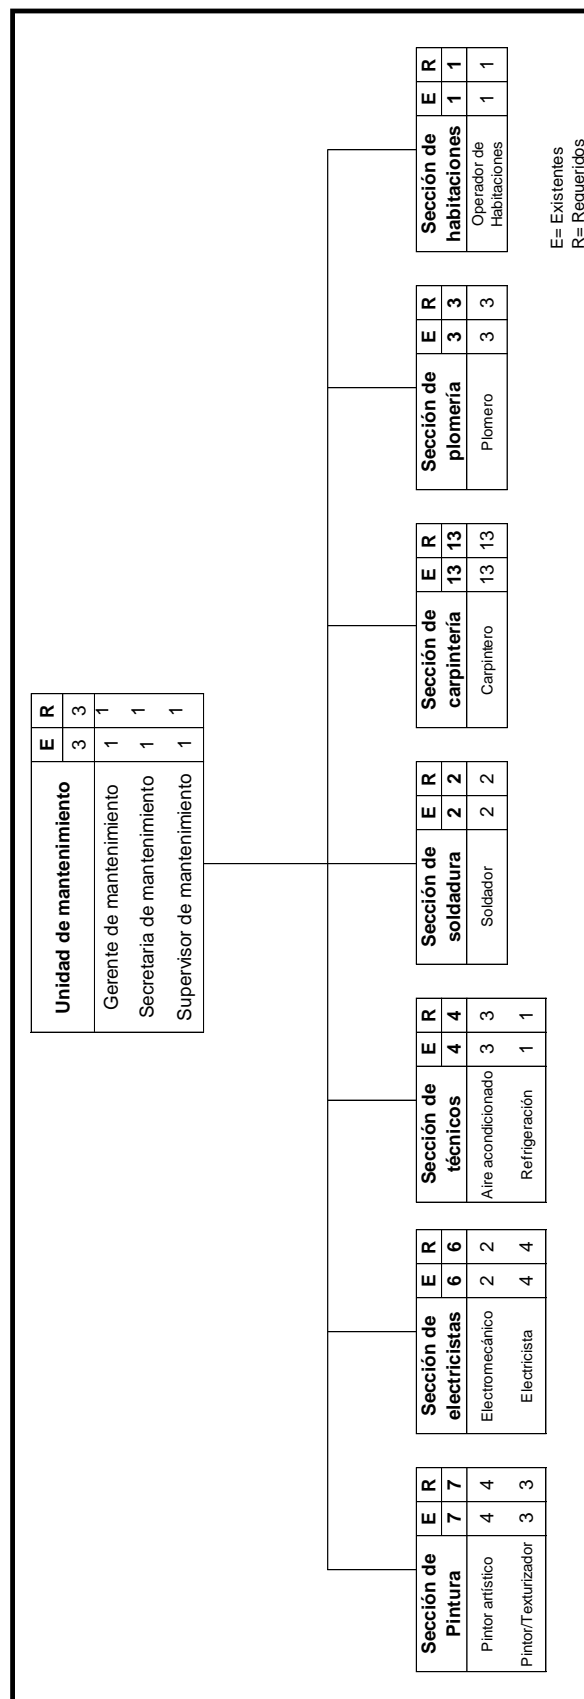 Unidad de mantenimiento E R
3 3
Gerente de mantenimiento 1 1
Secretaria de mantenimiento 1 1
Supervisor de mantenimiento 1 1
Sección de Pintura E R
7 7
Pintor artístico 4 4
Pintor/Texturizador 3 3
Sección de electricistas E R
6 6
Electromecánico 2 2
Electricista 4 4
Sección de técnicos E R
4 4
Aire acondicionado 3 3
Refrigeración 1 1
Sección de soldadura E R
2 2
Soldador 2 2
Sección de carpintería E R
13 13
Carpintero 13 13
Sección de plomería E R
3 3
Plomero 3 3
Sección de habitaciones E R
1 1
Operador de Habitaciones 1 1
E= Existentes
R= Requeridos